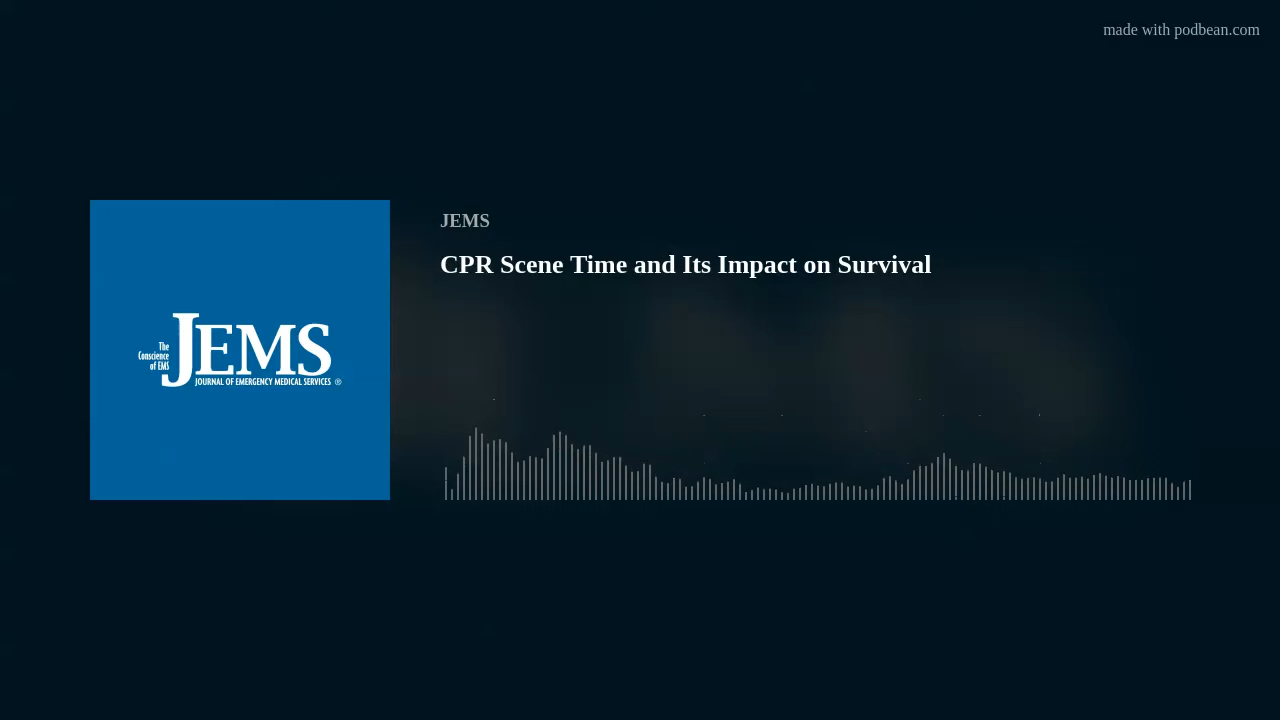 made with podbean.com
JEMS
CPR Scene Time and Its Impact on Survival
The
Conscience
of EMS
JEMS
JOURNAL OF EMERGENCY MEDICAL SERVICES ®